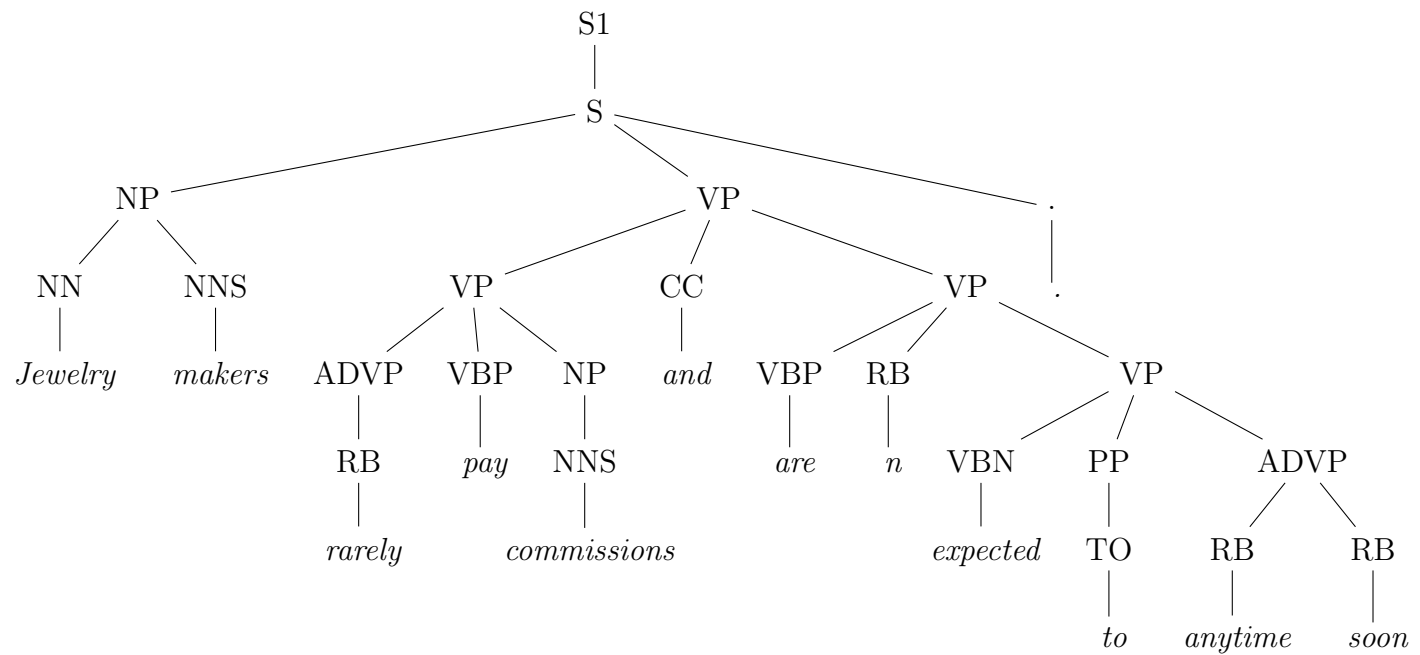 S1
S
NP VP .
NN NNS VP CC VP .
Jewelry makers ADVP VBP NP and VBP RB VP
RB pay NNS are n VBN PP ADVP
rarely commissions expected TO RB RB
to anytime soon